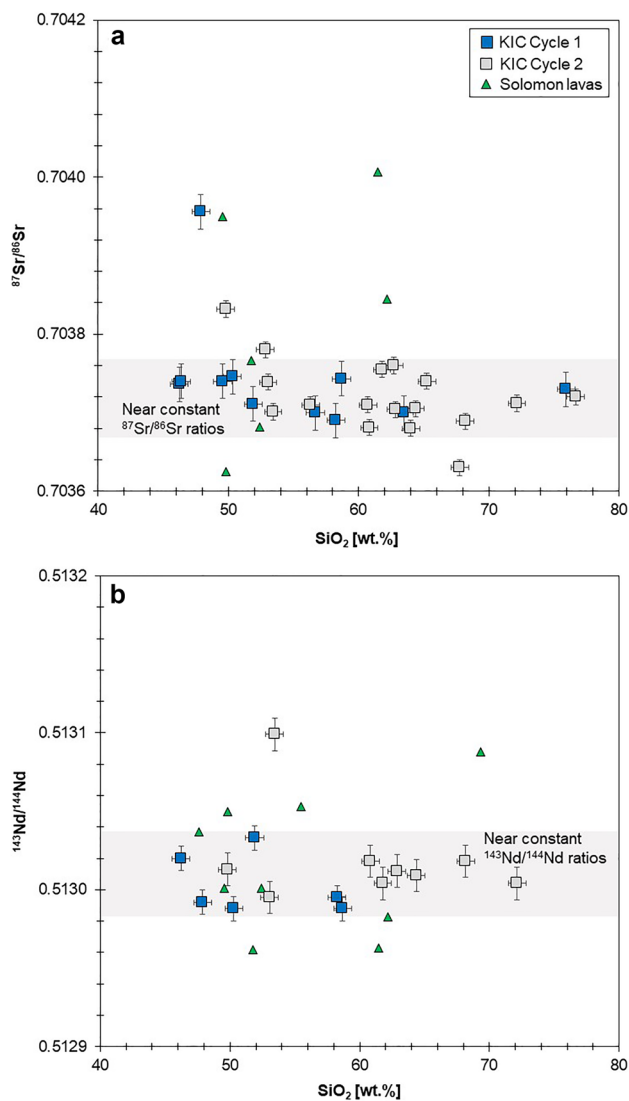 a
KIC Cycle 1
KIC Cycle 2
Solomon lavas
0.7042
0.7040
0.7038
0.7036
⁸⁷Sr/⁸⁶Sr
Near constant
⁸⁷Sr/⁸⁶Sr ratios
40
50
60
70
80
SiO₂ [wt.%]
b
0.5132
0.5131
0.5130
0.5129
¹⁴³Nd/¹⁴⁴Nd
Near constant
¹⁴³Nd/¹⁴⁴Nd ratios
40
50
60
70
80
SiO₂ [wt.%]